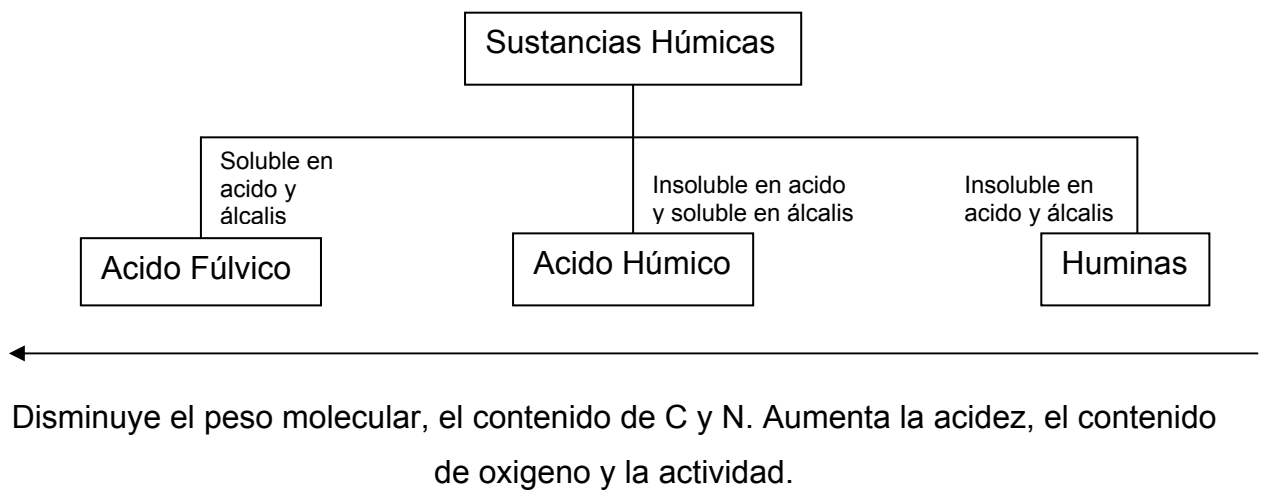 Sustancias Húmicas
Soluble en
acido y
álcalis
Insoluble en acido
y soluble en álcalis
Insoluble en
acido y álcalis
Acido Fúlvico
Acido Húmico
Huminas
Disminuye el peso molecular, el contenido de C y N. Aumenta la acidez, el contenido
de oxigeno y la actividad.